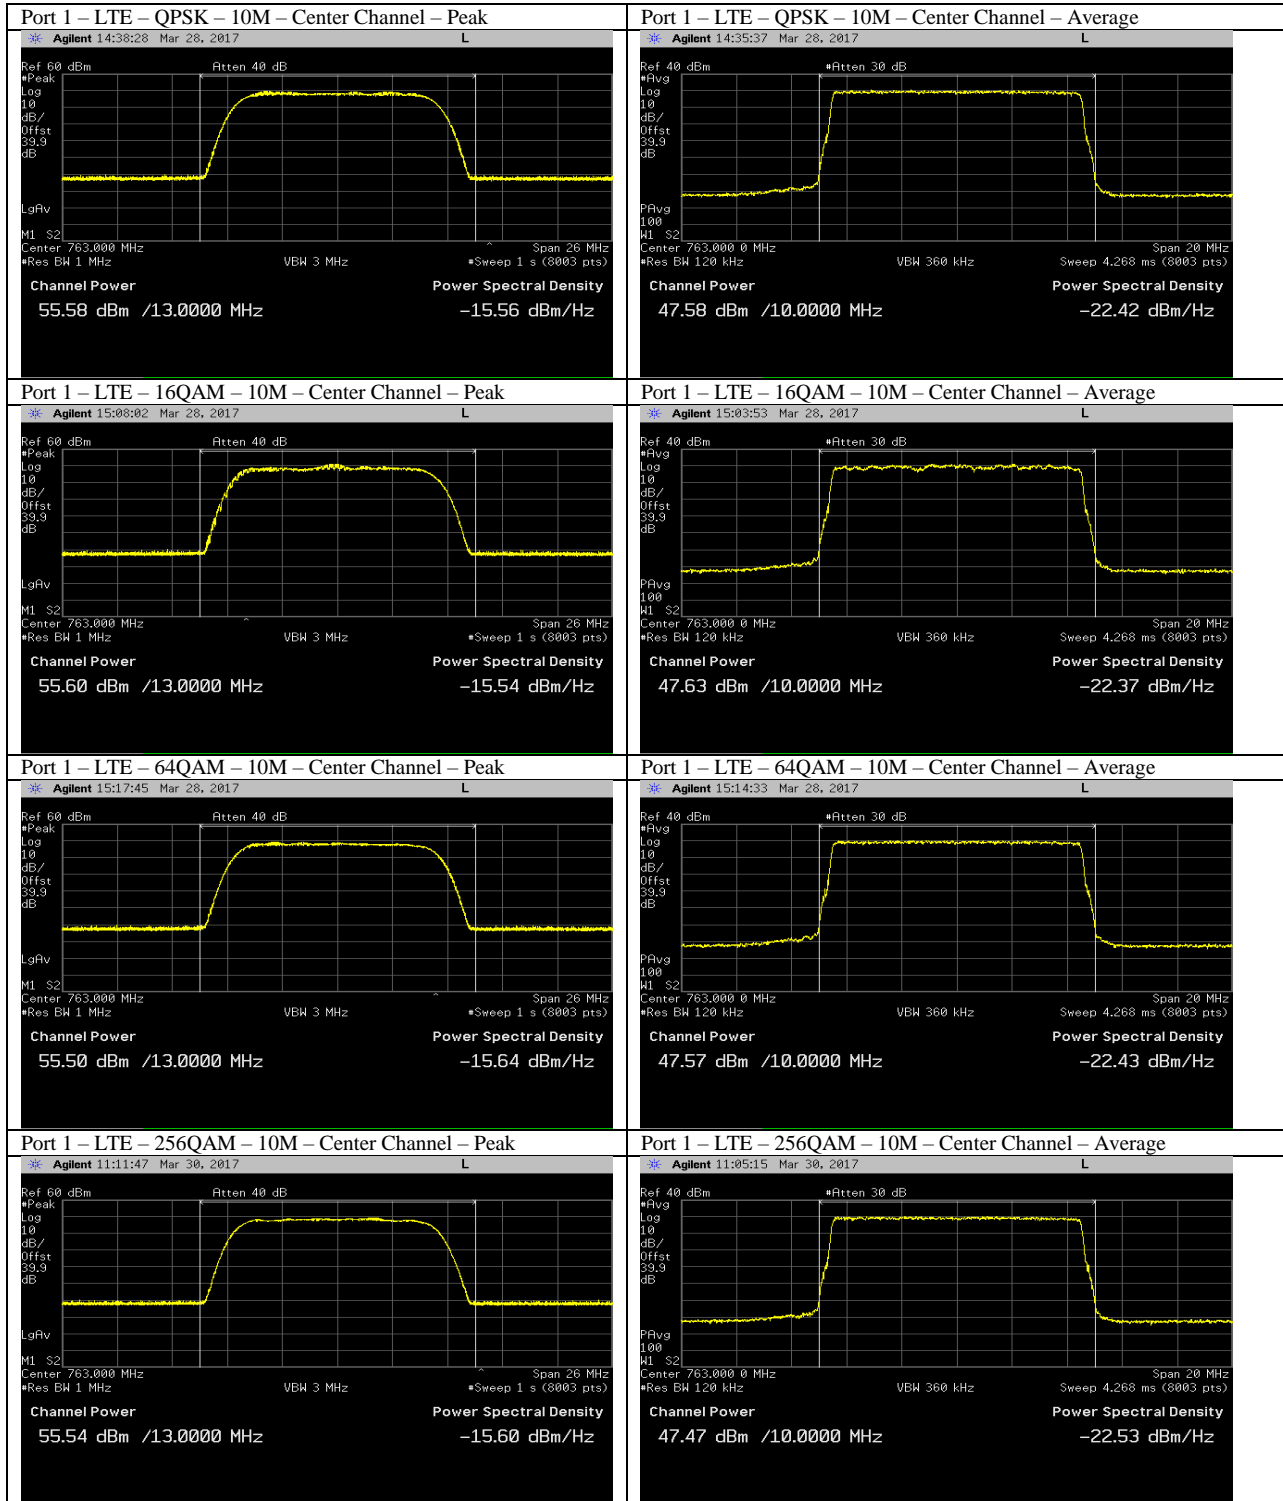 Port 1 – LTE – QPSK – 10M – Center Channel – Peak
Agilent 14:38:28 Mar 28, 2017 L
Ref 60 dBm Atten 40 dB
#Peak
Log
10
dB/
Offst
39.9
dB
LgAv
M1 S2
Center 763.000 MHz ^ Span 26 MHz
#Res BW 1 MHz VBW 3 MHz #Sweep 1 s (8003 pts)
Channel Power Power Spectral Density
55.58 dBm /13.0000 MHz -15.56 dBm/Hz
Port 1 – LTE – QPSK – 10M – Center Channel – Average
Agilent 14:35:37 Mar 28, 2017 L
Ref 40 dBm #Atten 30 dB
#Avg
Log
10
dB/
Offst
39.9
dB
PAvg
100
W1 S2
Center 763.000 0 MHz Span 20 MHz
#Res BW 120 kHz VBW 360 kHz Sweep 4.268 ms (8003 pts)
Channel Power Power Spectral Density
47.58 dBm /10.0000 MHz -22.42 dBm/Hz
Port 1 – LTE – 16QAM – 10M – Center Channel – Peak
Agilent 15:08:02 Mar 28, 2017 L
Ref 60 dBm Atten 40 dB
#Peak
Log
10
dB/
Offst
39.9
dB
LgAv
M1 S2
Center 763.000 MHz ^ Span 26 MHz
#Res BW 1 MHz VBW 3 MHz #Sweep 1 s (8003 pts)
Channel Power Power Spectral Density
55.60 dBm /13.0000 MHz -15.54 dBm/Hz
Port 1 – LTE – 16QAM – 10M – Center Channel – Average
Agilent 15:03:53 Mar 28, 2017 L
Ref 40 dBm #Atten 30 dB
#Avg
Log
10
dB/
Offst
39.9
dB
PAvg
100
W1 S2
Center 763.000 0 MHz Span 20 MHz
#Res BW 120 kHz VBW 360 kHz Sweep 4.268 ms (8003 pts)
Channel Power Power Spectral Density
47.63 dBm /10.0000 MHz -22.37 dBm/Hz
Port 1 – LTE – 64QAM – 10M – Center Channel – Peak
Agilent 15:17:45 Mar 28, 2017 L
Ref 60 dBm Atten 40 dB
#Peak
Log
10
dB/
Offst
39.9
dB
LgAv
M1 S2
Center 763.000 MHz ^ Span 26 MHz
#Res BW 1 MHz VBW 3 MHz #Sweep 1 s (8003 pts)
Channel Power Power Spectral Density
55.50 dBm /13.0000 MHz -15.64 dBm/Hz
Port 1 – LTE – 64QAM – 10M – Center Channel – Average
Agilent 15:14:33 Mar 28, 2017 L
Ref 40 dBm #Atten 30 dB
#Avg
Log
10
dB/
Offst
39.9
dB
PAvg
100
W1 S2
Center 763.000 0 MHz Span 20 MHz
#Res BW 120 kHz VBW 360 kHz Sweep 4.268 ms (8003 pts)
Channel Power Power Spectral Density
47.57 dBm /10.0000 MHz -22.43 dBm/Hz
Port 1 – LTE – 256QAM – 10M – Center Channel – Peak
Agilent 11:11:47 Mar 30, 2017 L
Ref 60 dBm Atten 40 dB
#Peak
Log
10
dB/
Offst
39.9
dB
LgAv
M1 S2
Center 763.000 MHz ^ Span 26 MHz
#Res BW 1 MHz VBW 3 MHz #Sweep 1 s (8003 pts)
Channel Power Power Spectral Density
55.54 dBm /13.0000 MHz -15.60 dBm/Hz
Port 1 – LTE – 256QAM – 10M – Center Channel – Average
Agilent 11:05:15 Mar 30, 2017 L
Ref 40 dBm #Atten 30 dB
#Avg
Log
10
dB/
Offst
39.9
dB
PAvg
100
W1 S2
Center 763.000 0 MHz Span 20 MHz
#Res BW 120 kHz VBW 360 kHz Sweep 4.268 ms (8003 pts)
Channel Power Power Spectral Density
47.47 dBm /10.0000 MHz -22.53 dBm/Hz